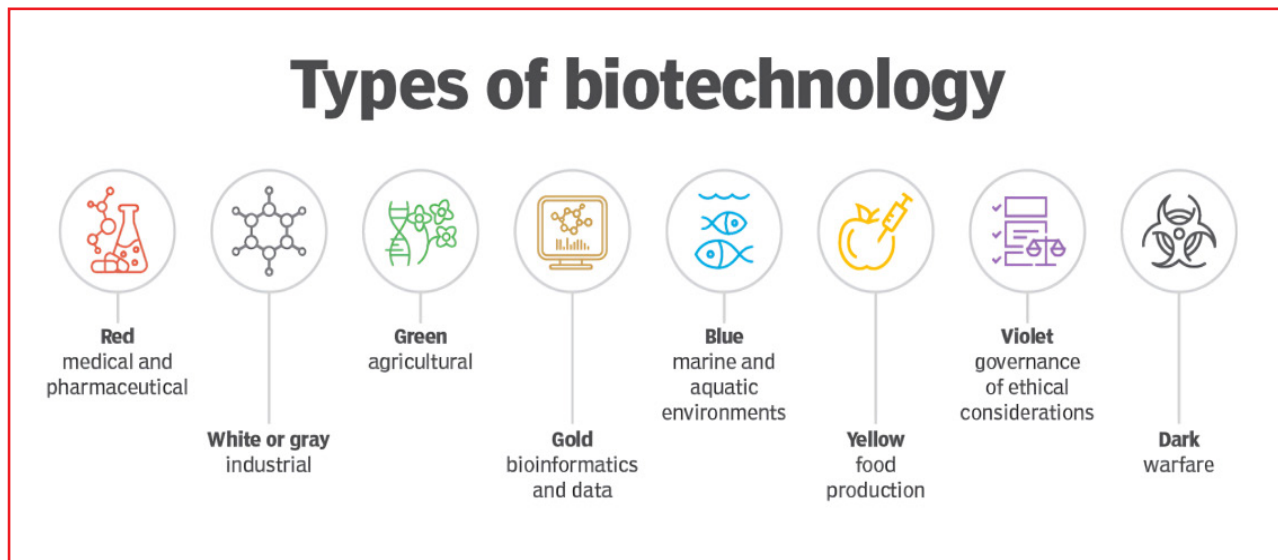 Types of biotechnology
Red
medical and
pharmaceutical
White or gray
industrial
Green
agricultural
Gold
bioinformatics
and data
Blue
marine and
aquatic
environments
Yellow
food
production
Violet
governance
of ethical
considerations
Dark
warfare